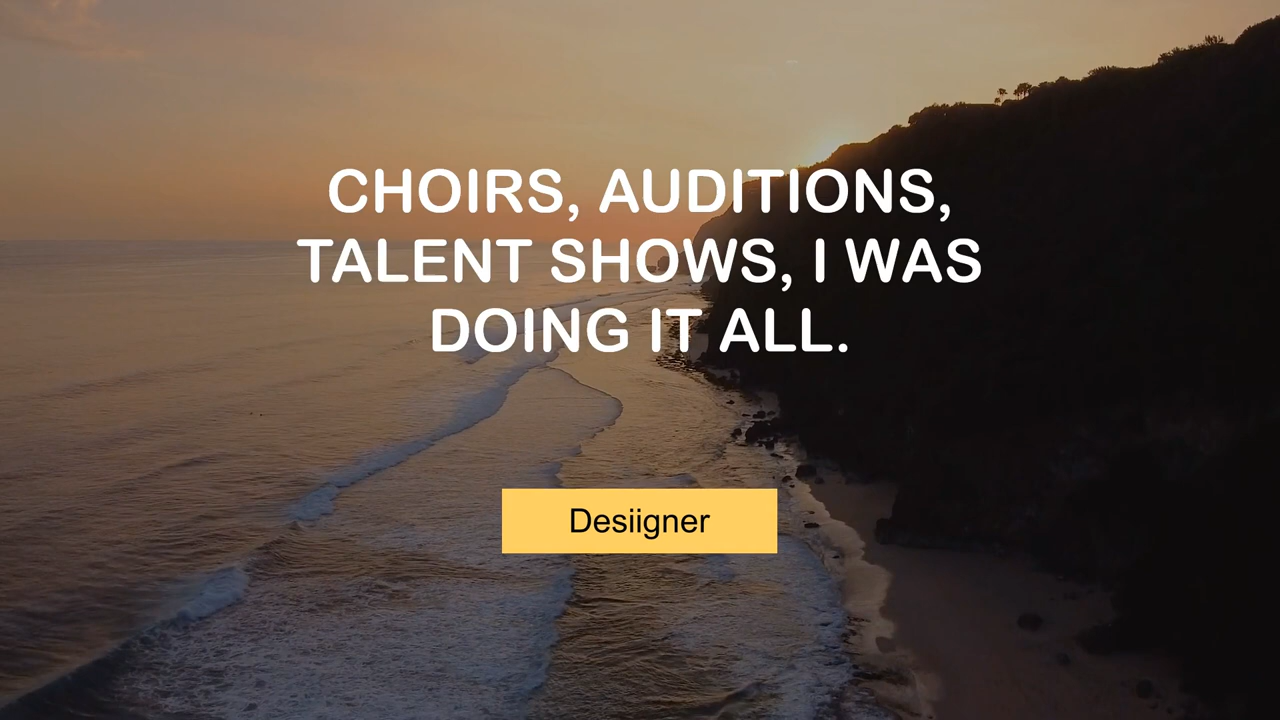 CHOIRS, AUDITIONS,
TALENT SHOWS, I WAS
DOING IT ALL.
Desiigner